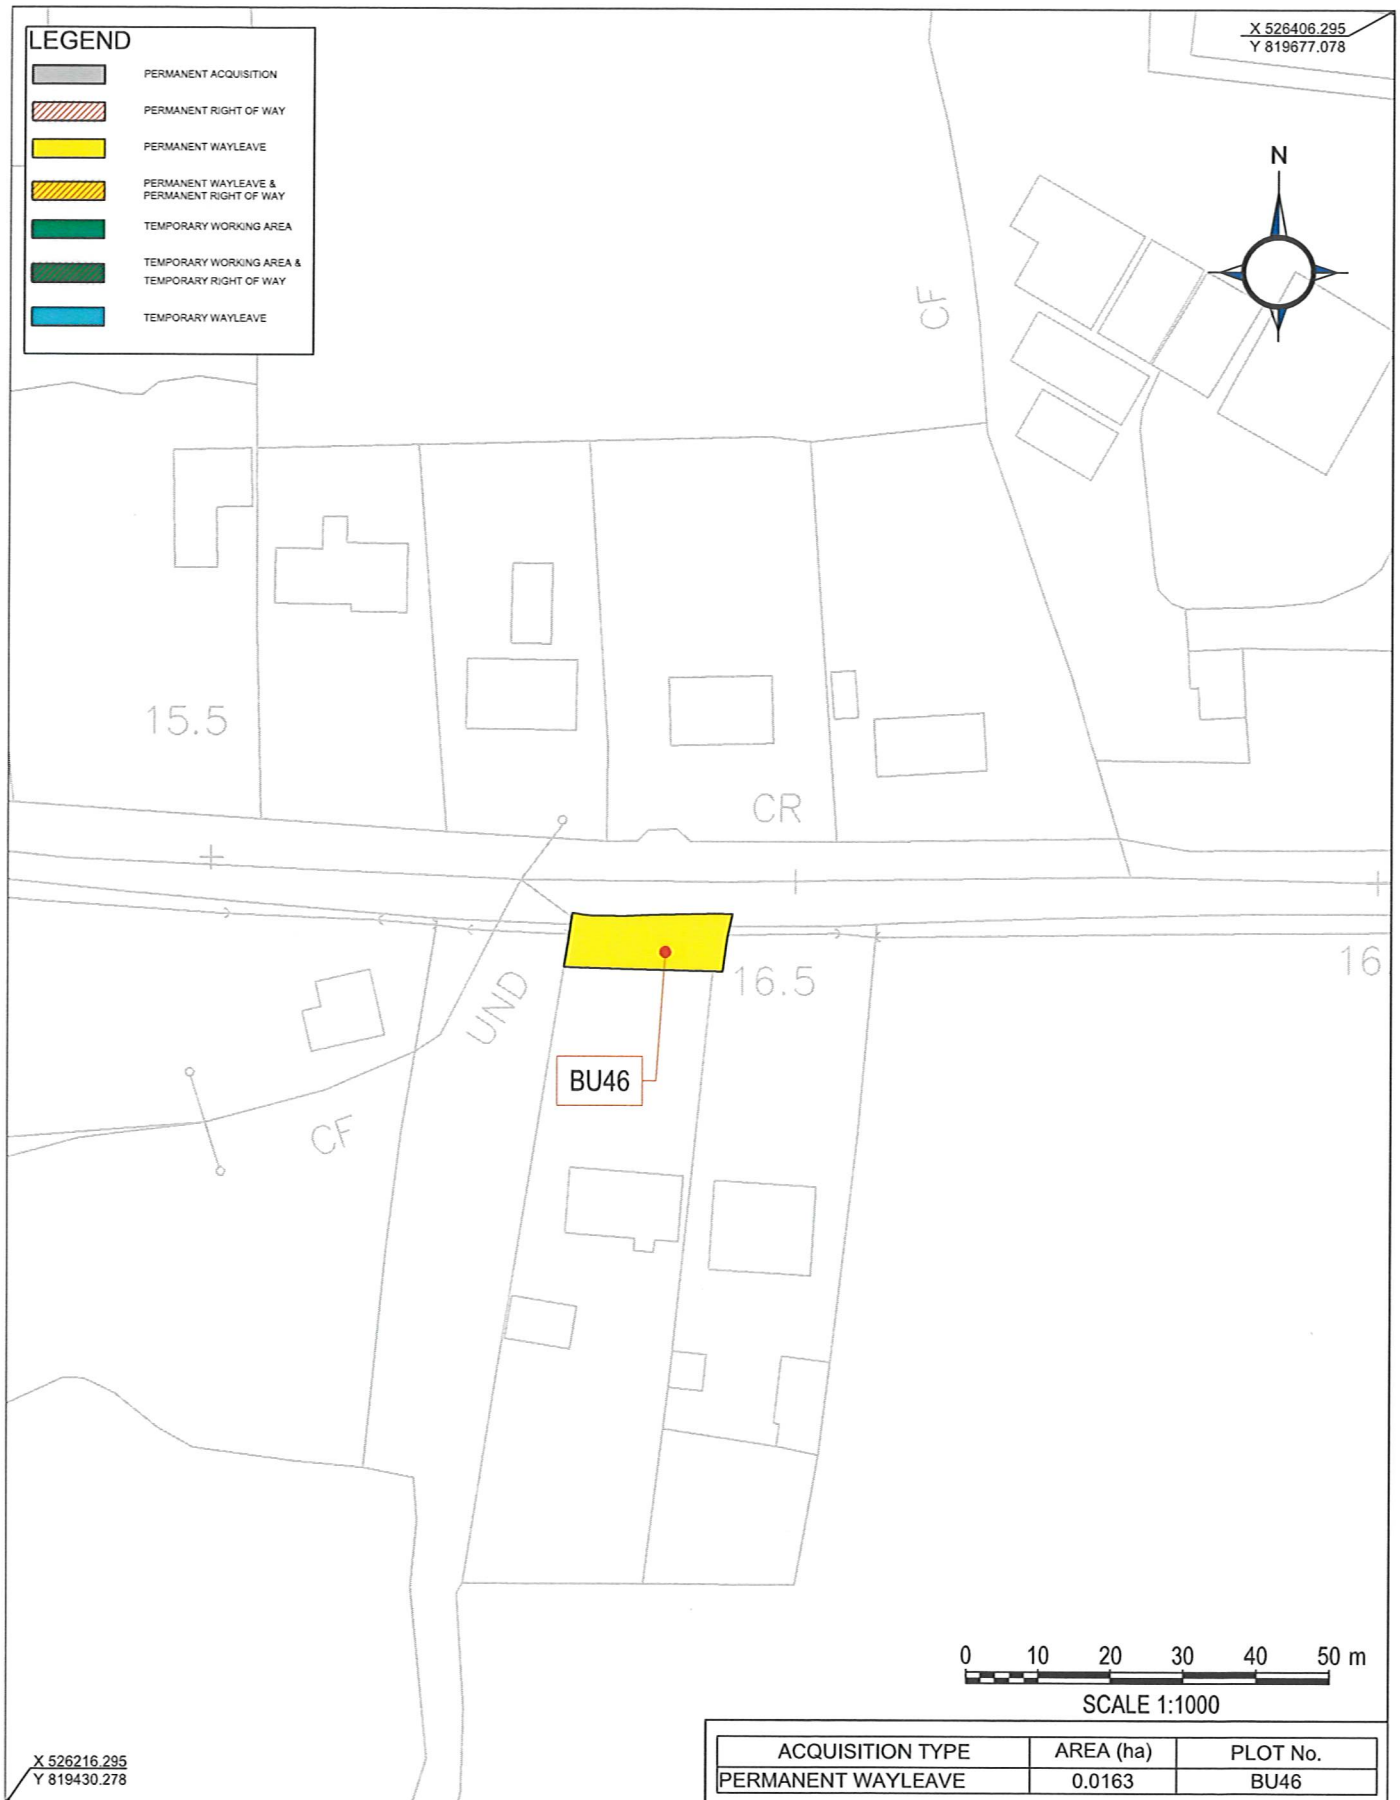 LEGEND
PERMANENT ACQUISITION
PERMANENT RIGHT OF WAY
PERMANENT WAYLEAVE
PERMANENT WAYLEAVE &
PERMANENT RIGHT OF WAY
TEMPORARY WORKING AREA
TEMPORARY WORKING AREA &
TEMPORARY RIGHT OF WAY
TEMPORARY WAYLEAVE
X 526406.295
Y 819677.078
N
CF
15.5
CR
16.5
16
UND
BU46
CF
0 10 20 30 40 50 m
SCALE 1:1000
X 526216.295
Y 819430.278
ACQUISITION TYPE AREA (ha) PLOT No.
PERMANENT WAYLEAVE 0.0163 BU46